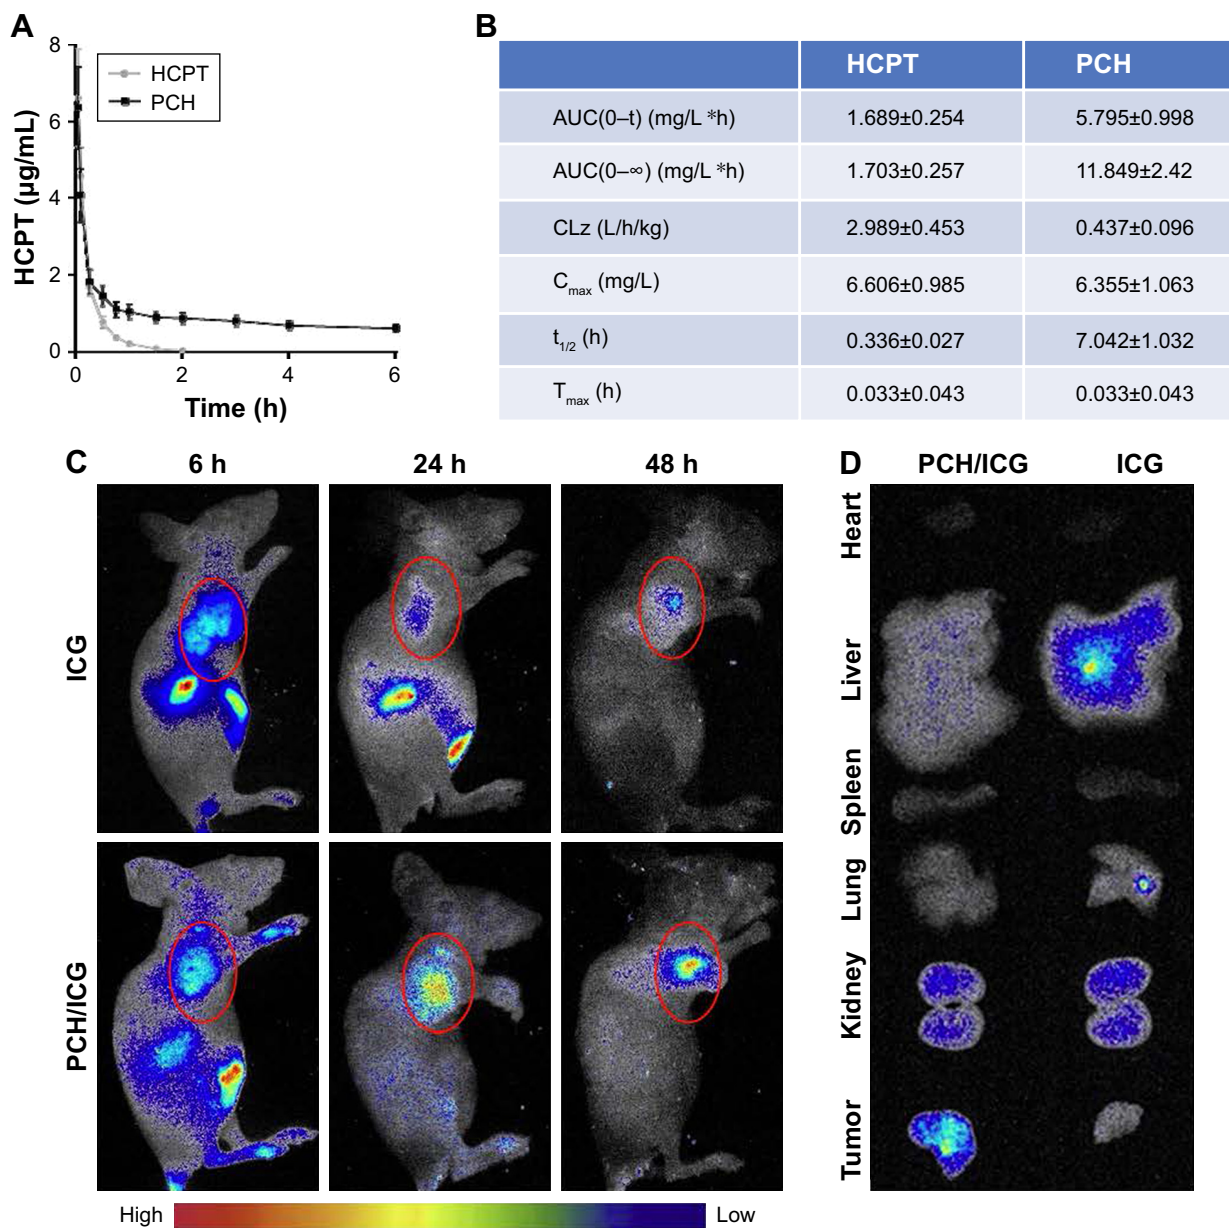 A
8
6
4
2
0
HCPT (µg/mL)
HCPT
PCH
0 2 4 6
Time (h)
B
HCPT PCH
AUC(0–t) (mg/L *h) 1.689±0.254 5.795±0.998
AUC(0–∞) (mg/L *h) 1.703±0.257 11.849±2.42
CLz (L/h/kg) 2.989±0.453 0.437±0.096
Cmax (mg/L) 6.606±0.985 6.355±1.063
t1/2 (h) 0.336±0.027 7.042±1.032
Tmax (h) 0.033±0.043 0.033±0.043
C
6 h 24 h 48 h
ICG
PCH/ICG
High Low
D
PCH/ICG ICG
Heart
Liver
Spleen
Lung
Kidney
Tumor